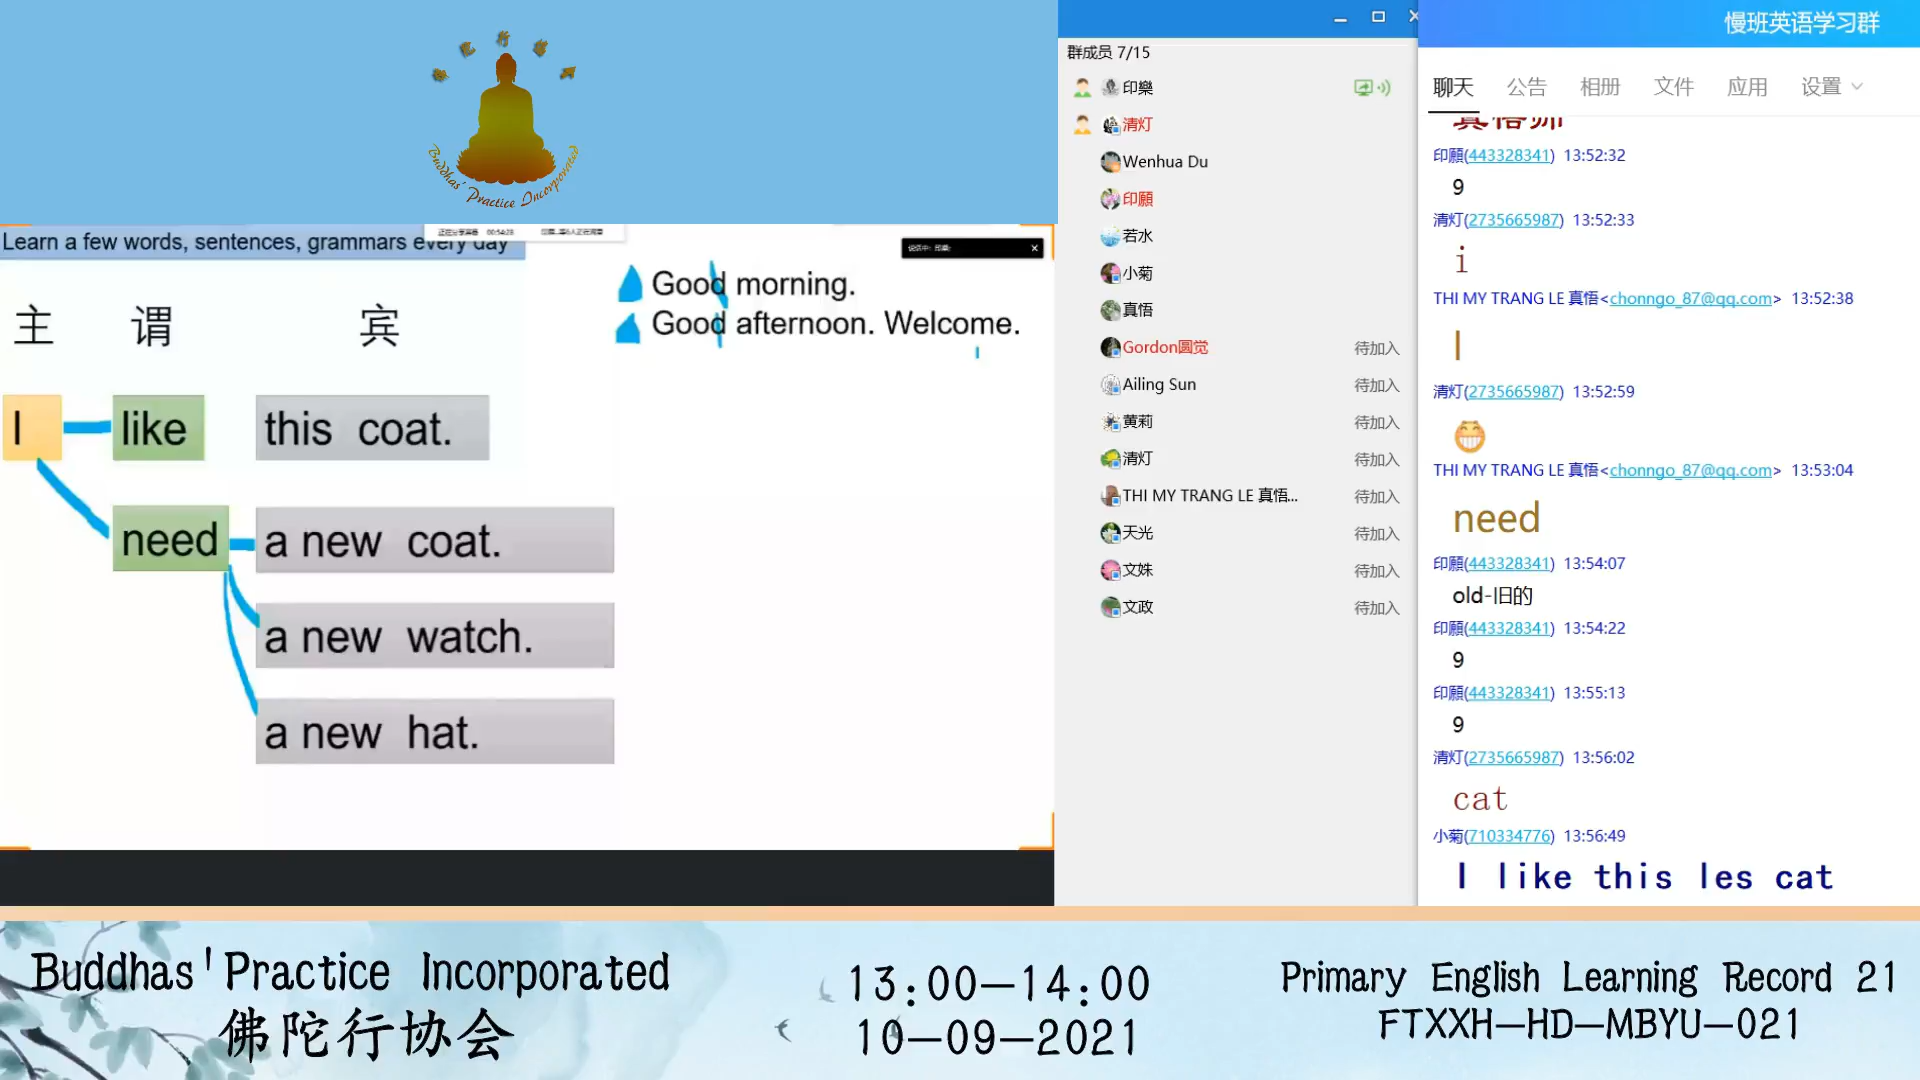 Buddhas' Practice Incorporated
Learn a few words, sentences, grammars every day
主 谓 宾
I like this coat.
need a new coat.
a new watch.
a new hat.
Good morning.
Good afternoon. Welcome.
群成员 7/15
印樂
清灯
Wenhua Du
印願
若水
小菊
真悟
Gordon圆觉 待加入
Ailing Sun 待加入
黄莉 待加入
清灯 待加入
THI MY TRANG LE 真悟... 待加入
天光 待加入
文姝 待加入
文政 待加入
慢班英语学习群
聊天 公告 相册 文件 应用 设置
真悟师
印願(443328341) 13:52:32
9
清灯(2735665987) 13:52:33
i
THI MY TRANG LE 真悟<chonngo_87@qq.com> 13:52:38
I
清灯(2735665987) 13:52:59
THI MY TRANG LE 真悟<chonngo_87@qq.com> 13:53:04
need
印願(443328341) 13:54:07
old-旧的
印願(443328341) 13:54:22
9
印願(443328341) 13:55:13
9
清灯(2735665987) 13:56:02
cat
小菊(710334776) 13:56:49
I like this les cat
Buddhas'Practice Incorporated
佛陀行协会
13:00—14:00
10—09—2021
Primary English Learning Record 21
FTXXH—HD—MBYU—021